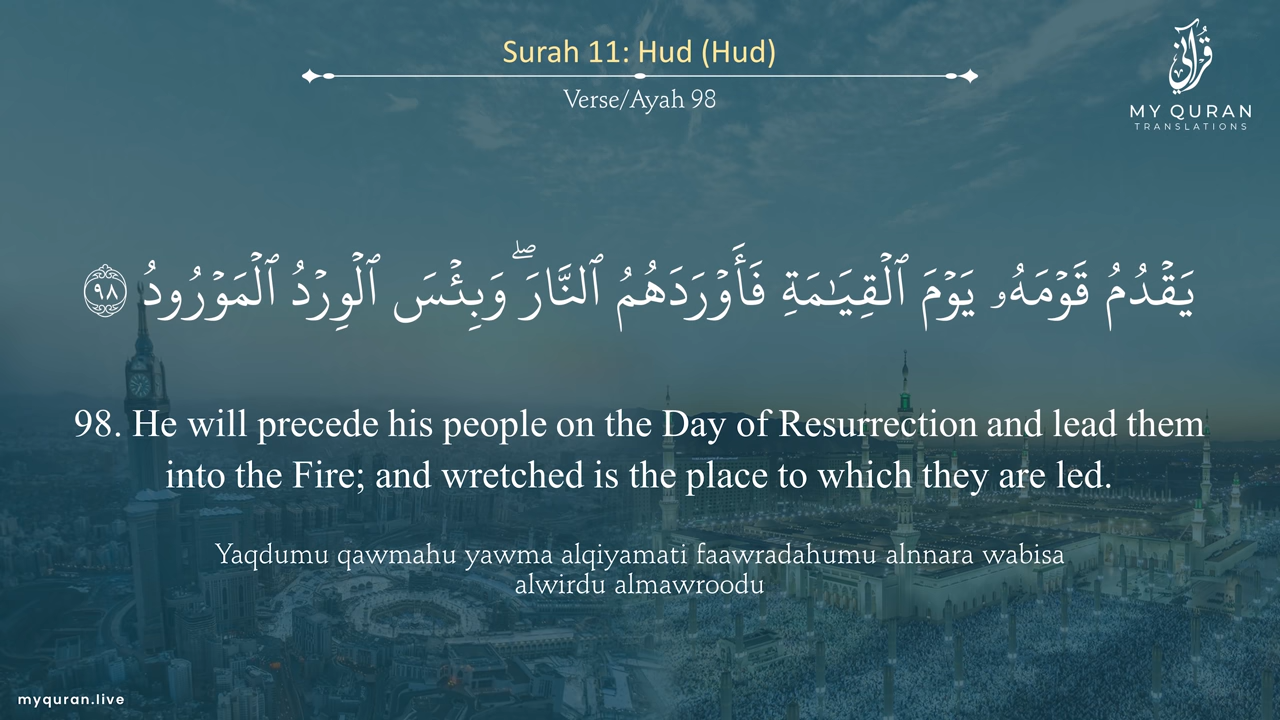 Surah 11: Hud (Hud)
Verse/Ayah 98
قرآني
MY QURAN
TRANSLATIONS
يَقْدُمُ قَوْمَهُۥ يَوْمَ ٱلْقِيَـٰمَةِ فَأَوْرَدَهُمُ ٱلنَّارَ ۖ وَبِئْسَ ٱلْوِرْدُ ٱلْمَوْرُودُ ٩٨
98. He will precede his people on the Day of Resurrection and lead them
into the Fire; and wretched is the place to which they are led.
Yaqdumu qawmahu yawma alqiyamati faawradahumu alnnara wabisa
alwirdu almawroodu
myquran.live